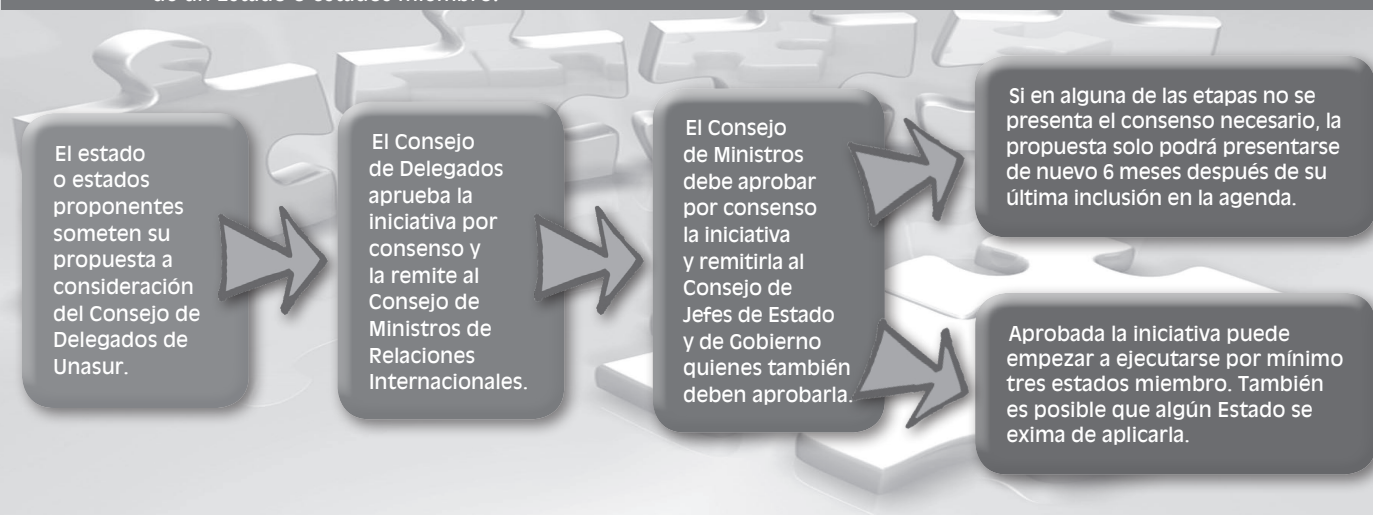 de un Estado o estados miembro.
El estado
o estados
proponentes
someten su
propuesta a
consideración
del Consejo de
Delegados de
Unasur.
El Consejo
de Delegados
aprueba la
iniciativa por
consenso y
la remite al
Consejo de
Ministros de
Relaciones
Internacionales.
El Consejo
de Ministros
debe aprobar
por consenso
la iniciativa
y remitirla al
Consejo de
Jefes de Estado
y de Gobierno
quienes también
deben aprobarla.
Si en alguna de las etapas no se
presenta el consenso necesario, la
propuesta solo podrá presentarse
de nuevo 6 meses después de su
última inclusión en la agenda.
Aprobada la iniciativa puede
empezar a ejecutarse por mínimo
tres estados miembro. También
es posible que algún Estado se
exima de aplicarla.